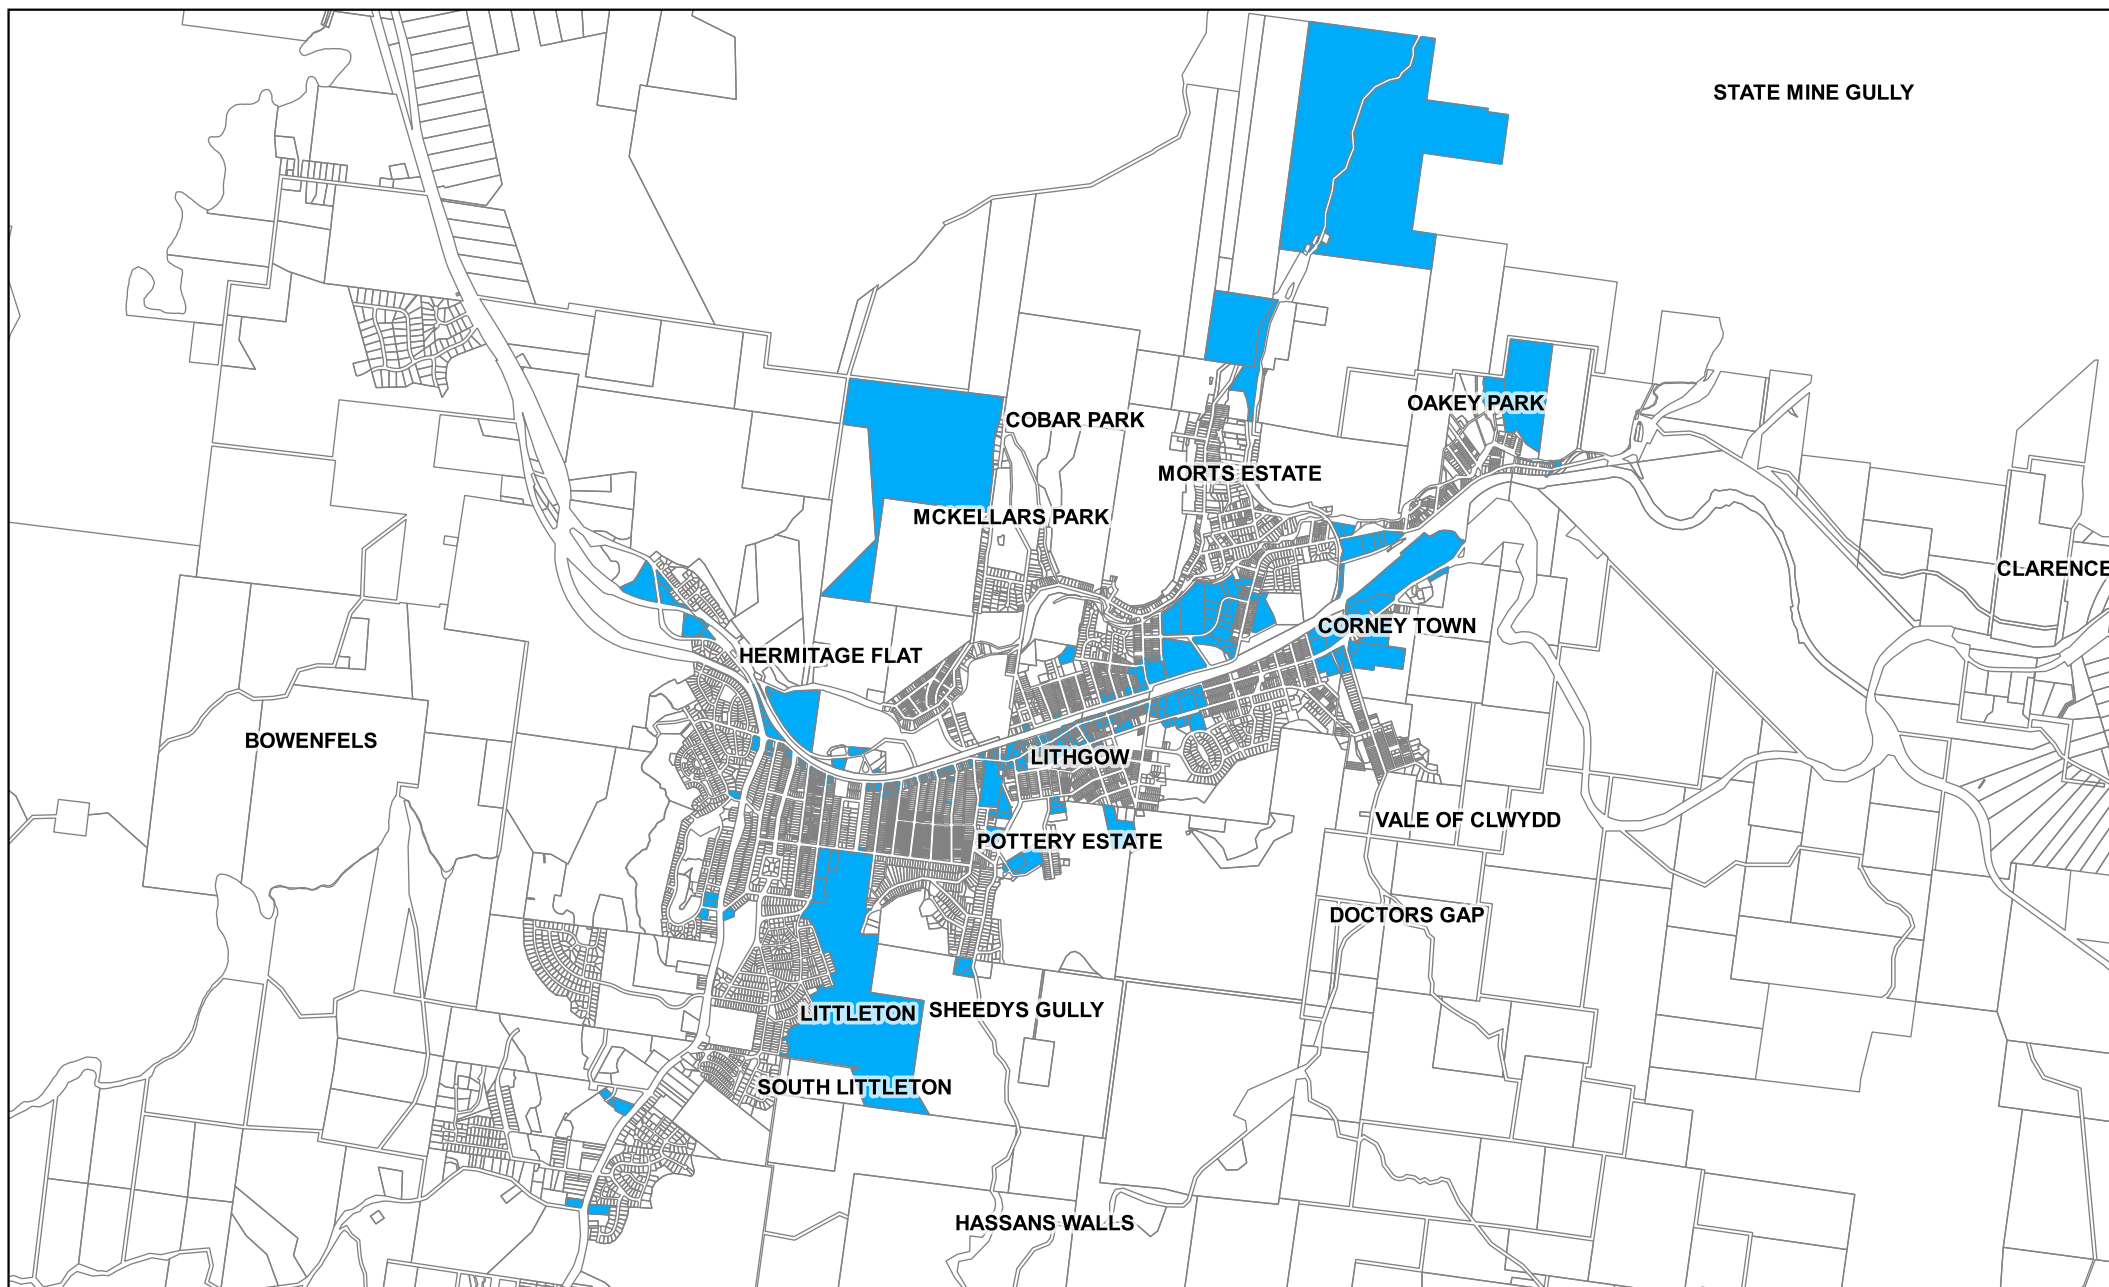 STATE MINE GULLY
OAKEY PARK
COBAR PARK
MORTS ESTATE
MCKELLARS PARK
CLARENCE
CORNEY TOWN
HERMITAGE FLAT
BOWENFELS
LITHGOW
VALE OF CLWYDD
POTTERY ESTATE
DOCTORS GAP
SHEEDYS GULLY
LITTLETON
SOUTH LITTLETON
HASSANS WALLS